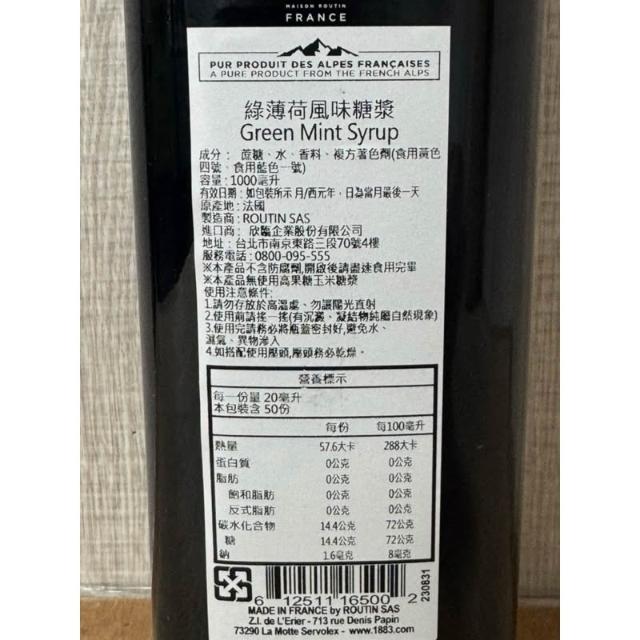 MAISON ROUTIN
FRANCE
PUR PRODUIT DES ALPES FRANÇAISES
A PURE PRODUCT FROM THE FRENCH ALPS
綠薄荷風味糖漿
Green Mint Syrup
成分： 蔗糖、水、香料、複方著色劑(食用黃色
四號、食用藍色一號)
容量：1000毫升
有效日期：如包裝所示 月/西元年，日為當月最後一天
原產地：法國
製造商：ROUTIN SAS
進口商： 欣臨企業股份有限公司
地址：台北市南京東路三段70號4樓
服務電話：0800-095-555
※本產品不含防腐劑,開啟後請盡速食用完畢
※本產品無使用高果糖玉米糖漿
使用注意條件:
1.請勿存放於高溫處、勿讓陽光直射
2.使用前請搖一搖(有沉澱、凝結物純屬自然現象)
3.使用完請務必將瓶蓋密封好,避免水、
濕氣、異物滲入
4.如搭配使用壓頭,壓頭務必乾燥。
營養標示
每一份量 20毫升
本包裝含 50份
每份 每100毫升
熱量 57.6大卡 288大卡
蛋白質 0公克 0公克
脂肪 0公克 0公克
飽和脂肪 0公克 0公克
反式脂肪 0公克 0公克
碳水化合物 14.4公克 72公克
糖 14.4公克 72公克
鈉 1.6毫克 8毫克
6 12511 16500 2
230831
MADE IN FRANCE by ROUTIN SAS
Z.I. de L'Erier - 713 rue Denis Papin
73290 La Motte Servolex - www.1883.com